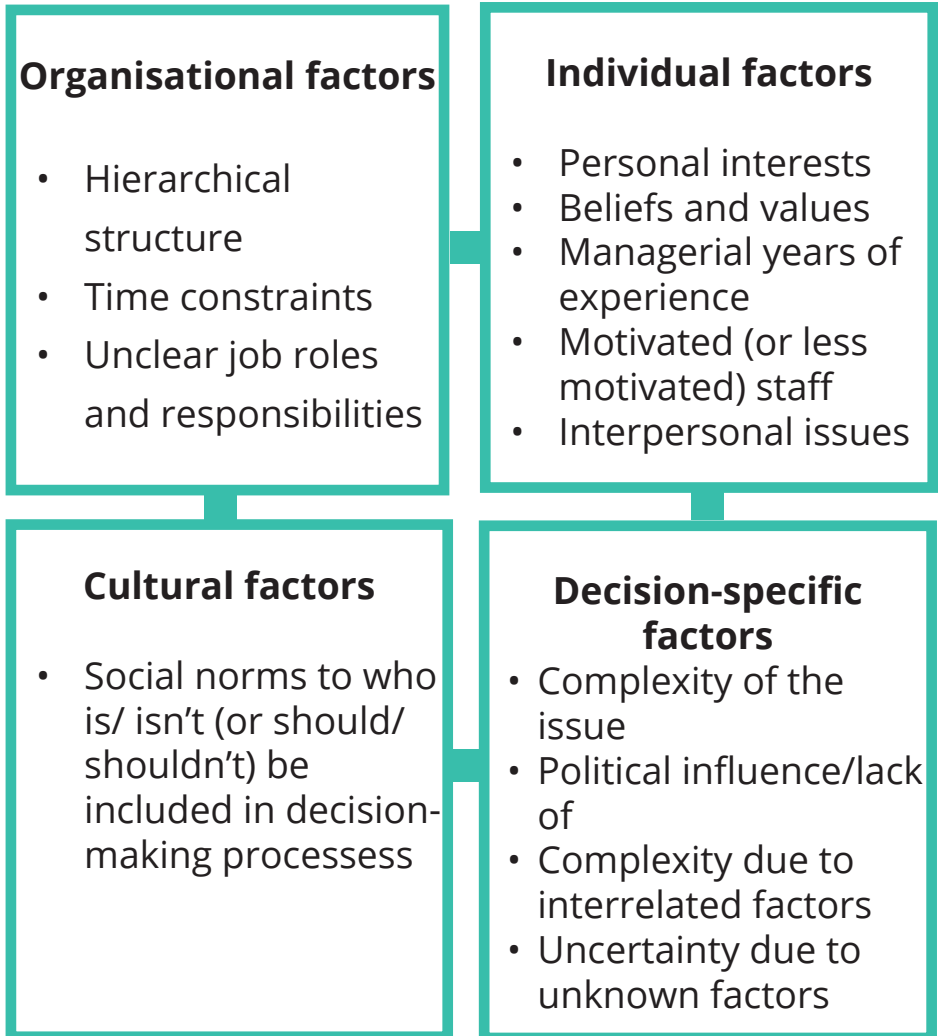 Organisational factors
• Hierarchical
structure
• Time constraints
• Unclear job roles
and responsibilities
Individual factors
• Personal interests
• Beliefs and values
• Managerial years of
experience
• Motivated (or less
motivated) staff
• Interpersonal issues
Cultural factors
• Social norms to who
is/ isn’t (or should/
shouldn’t) be
included in decision-
making processess
Decision-specific
factors
• Complexity of the
issue
• Political influence/lack
of
• Complexity due to
interrelated factors
• Uncertainty due to
unknown factors